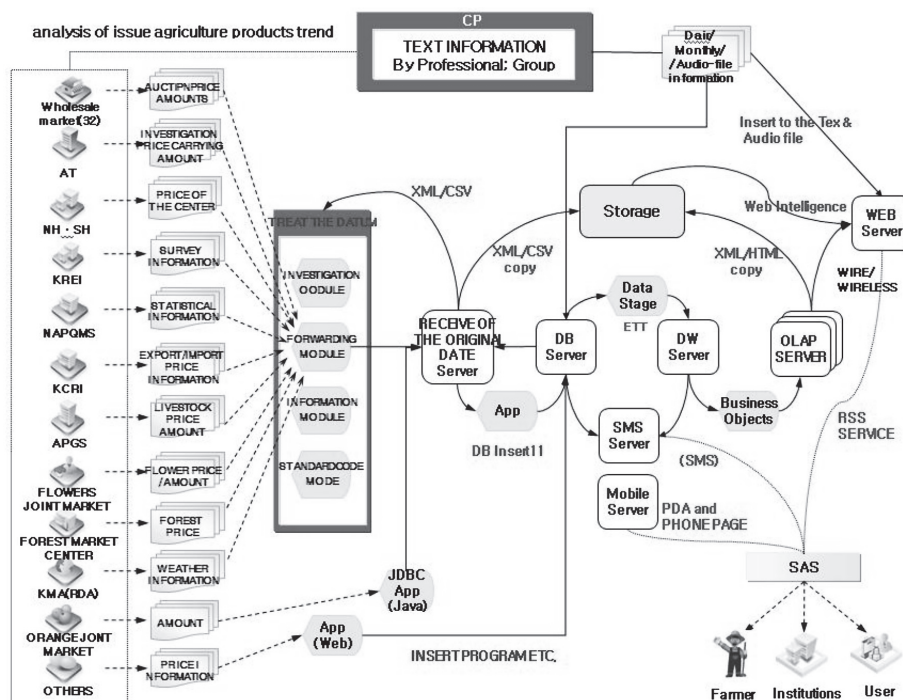 analysis of issue agriculture products trend
CP
TEXT INFORMATION
By Professional; Group
Dair/
Monthly/
/Audio-file
information
Insert to the Tex &
Audio file
Wholesale
market(32)
AUCTIPNPRICE
AMOUNTS
AT
INVESTIGATION
PRICE CARRYING
AMOUNT
NH · SH
PRICE OF
THE CENTER
KREI
SURVEY
INFORMATION
NAPQMS
STATISTICAL
INFORMATION
KCRI
EXPORT/IMPORT
PRICE
INFORMATION
APGS
LIVESTOCK
PRICE
AMOUNT
FLOWERS
JOINT MARKET
FLOWER PRICE
/AMOUNT
FOREST MARKET
CENTER
FOREST
PRICE
KMA(RDA)
WEATHER
INFORMATION
ORANGE JOINT
MARKET
AMOUNT
OTHERS
PRICE I
NFORMATION
TREAT THE DATUM
INVESTIGATION
OODULE
FORWARDING
MODULE
INFORMATION
MODULE
STANDARDCODE
MODE
JDBC
App
(Java)
App
(Web)
INSERT PROGRAM ETC,
XML/CSV
RECEIVE OF
THE ORIGINAL
DATE
Server
XML/CSV
copy
App
DB Insert11
Storage
Web Intelligence
WEB
Server
XML/HTML
copy
WIRE/
WIRELESS
DB
Server
Data
Stage
ETT
DW
Server
OLAP
SERVER
Business
Objects
SMS
Server
(SMS)
RSS
SERVICE
Mobile
Server
PDA and
PHONE PAGE
SAS
Farmer
Institutions
User